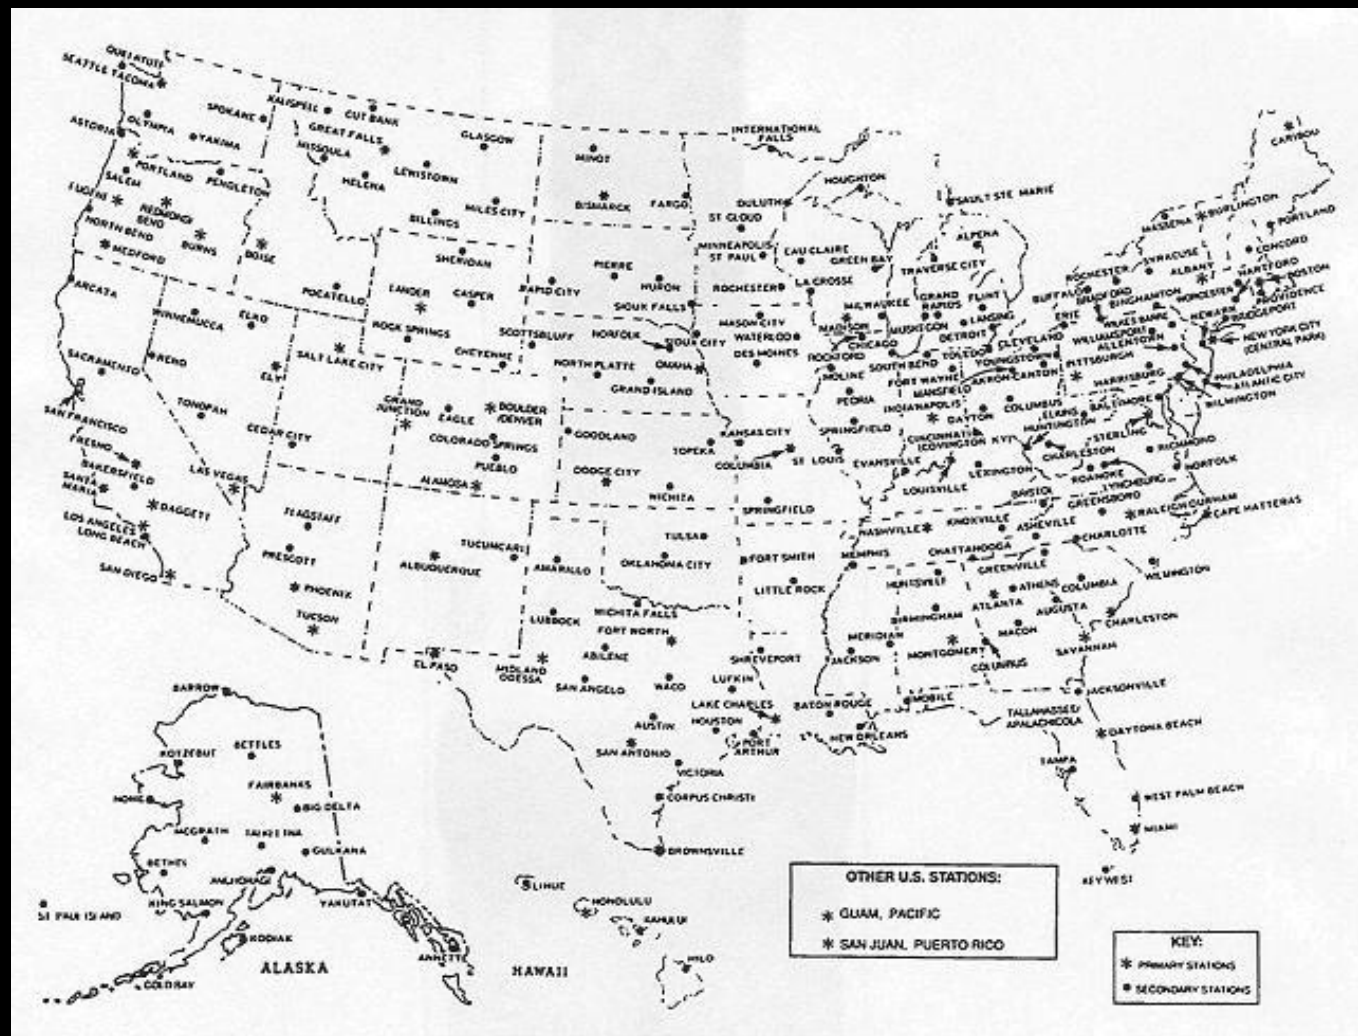 QUILLAYUTE
SEATTLE TACOMA
OLYMPIA
SPOKANE
YAKIMA
ASTORIA
PORTLAND
SALEM
PENDLETON
EUGENE
REDMOND
BEND
NORTH BEND
BURNS
MEDFORD
KALISPELL
CUT BANK
GREAT FALLS
MISSOULA
GLASGOW
LEWISTOWN
HELENA
MILES CITY
BILLINGS
BOISE
POCATELLO
SHERIDAN
LANDER
CASPER
ROCK SPRINGS
CHEYENNE
ARCATA
WINNEMUCCA
ELKO
RENO
ELY
TONOPAH
LAS VEGAS
SACRAMENTO
SAN FRANCISCO
FRESNO
BAKERSFIELD
SANTA
MARIA
DAGGETT
LOS ANGELES
LONG BEACH
SAN DIEGO
SALT LAKE CITY
CEDAR CITY
GRAND
JUNCTION
EAGLE
BOULDER
/DENVER
COLORADO SPRINGS
PUEBLO
ALAMOSA
FLAGSTAFF
PRESCOTT
PHOENIX
TUCSON
TUCUMCARI
ALBUQUERQUE
MINOT
BISMARCK
FARGO
PIERRE
HURON
RAPID CITY
SIOUX FALLS
SCOTTSBLUFF
NORFOLK
NORTH PLATTE
OMAHA
GRAND ISLAND
GOODLAND
TOPEKA
DODGE CITY
WICHITA
TULSA
OKLAHOMA CITY
AMARILLO
LUBBOCK
WICHITA FALLS
FORT WORTH
EL PASO
MIDLAND
ODESSA
ABILENE
SAN ANGELO
WACO
LUFKIN
AUSTIN
HOUSTON
PORT
ARTHUR
SAN ANTONIO
VICTORIA
CORPUS CHRISTI
BROWNSVILLE
INTERNATIONAL
FALLS
DULUTH
ST CLOUD
MINNEAPOLIS
ST PAUL
ROCHESTER
HOUGHTON
EAU CLAIRE
GREEN BAY
LA CROSSE
MILWAUKEE
MADISON
MASON CITY
WATERLOO
SIOUX CITY
DES MOINES
SAULT STE MARIE
ALPENA
TRAVERSE CITY
GRAND
RAPIDS
FLINT
MUSKEGON
LANSING
DETROIT
CHICAGO
ROCKFORD
MOLINE
PEORIA
SPRINGFIELD
SOUTH BEND
FORT WAYNE
INDIANAPOLIS
EVANSVILLE
TOLEDO
CLEVELAND
YOUNGSTOWN
AKRON-CANTON
MANSFIELD
COLUMBUS
DAYTON
CINCINNATI
(COVINGTON KY)
KANSAS CITY
COLUMBIA
ST LOUIS
SPRINGFIELD
FORT SMITH
LITTLE ROCK
LEXINGTON
LOUISVILLE
NASHVILLE
KNOXVILLE
BRISTOL
MEMPHIS
CHATTANOOGA
SHREVEPORT
LAKE CHARLES
BATON ROUGE
NEW ORLEANS
JACKSON
MERIDIAN
HUNTSVILLE
BIRMINGHAM
MONTGOMERY
MOBILE
ATLANTA
ATHENS
AUGUSTA
MACON
COLUMBUS
SAVANNAH
COLUMBIA
CHARLESTON
GREENVILLE
CHARLOTTE
ASHEVILLE
GREENSBORO
RALEIGH DURHAM
CAPE HATTERAS
WILMINGTON
JACKSONVILLE
TALLAHASSEE/
APALACHICOLA
DAYTONA BEACH
TAMPA
WEST PALM BEACH
MIAMI
KEY WEST
CARIBOU
PORTLAND
BURLINGTON
MASSENA
CONCORD
SYRACUSE
ROCHESTER
ALBANY
BUFFALO
BINGHAMTON
BRADFORD
ERIE
HARTFORD
BOSTON
WORCESTER
PROVIDENCE
BRIDGEPORT
NEWARK
NEW YORK CITY
(CENTRAL PARK)
WILKES BARRE
WILLIAMSPORT
ALLENTOWN
PITTSBURGH
HARRISBURG
PHILADELPHIA
ATLANTIC CITY
WILMINGTON
BALTIMORE
ELKINS
HUNTINGTON
CHARLESTON
STERLING
RICHMOND
ROANOKE
LYNCHBURG
NORFOLK
BARROW
KOTZEBUE
BETTLES
FAIRBANKS
BIG DELTA
NOME
MCGRATH
TALKEETNA
GULKANA
BETHEL
ANCHORAGE
KING SALMON
YAKUTAT
ST PAUL ISLAND
KODIAK
ANNETTE
COLD BAY
ALASKA
LIHUE
HONOLULU
KAHULUI
HILO
HAWAII
OTHER U.S. STATIONS:
* GUAM, PACIFIC
* SAN JUAN, PUERTO RICO
KEY:
* PRIMARY STATIONS
● SECONDARY STATIONS